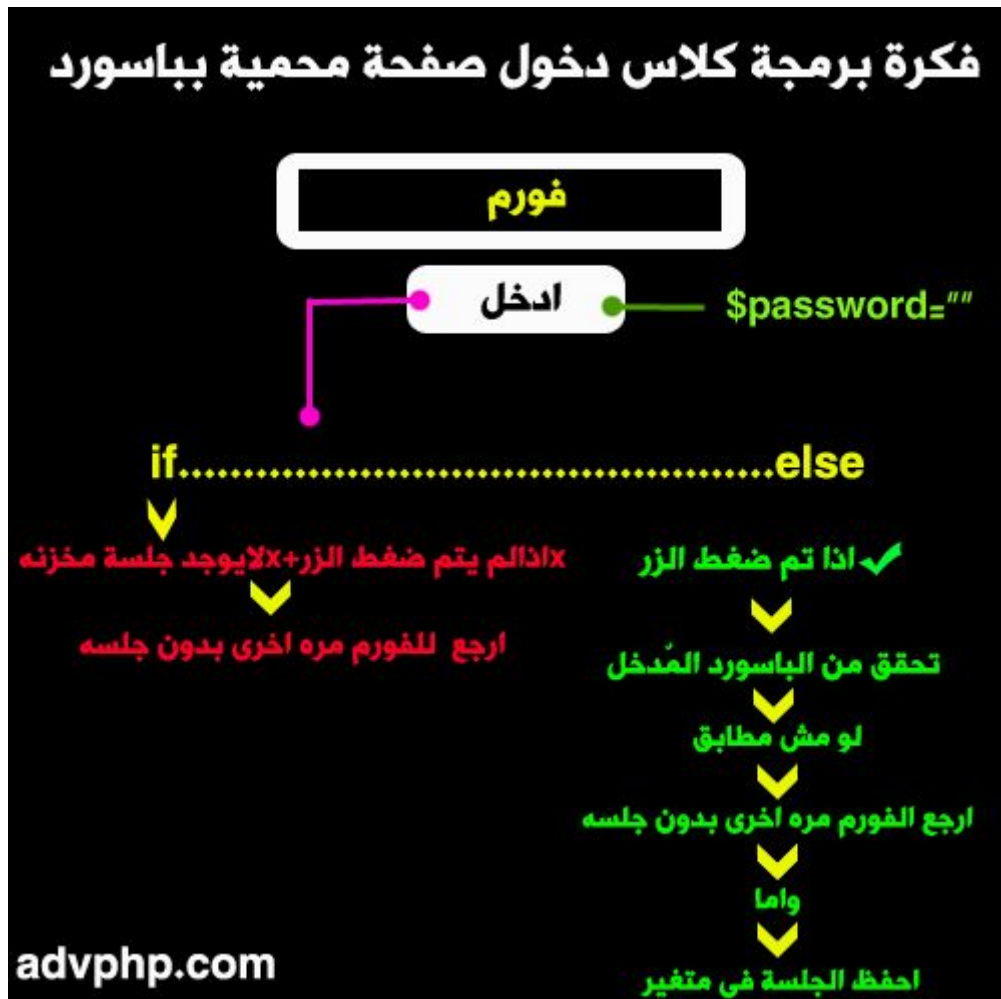 فكرة برمجة كلاس دخول صفحة محمية بباسورد
فورم
ادخل
$password=""
if..............................................else
اذا تم ضغط الزر
xاذالم يتم ضغط الزر+xلايوجد جلسة مخزنه
تحقق من الباسورد المُدخل
ارجع للفورم مره اخرى بدون جلسه
لو مش مطابق
ارجع الفورم مره اخرى بدون جلسه
واما
احفظ الجلسة فى متغير
advphp.com